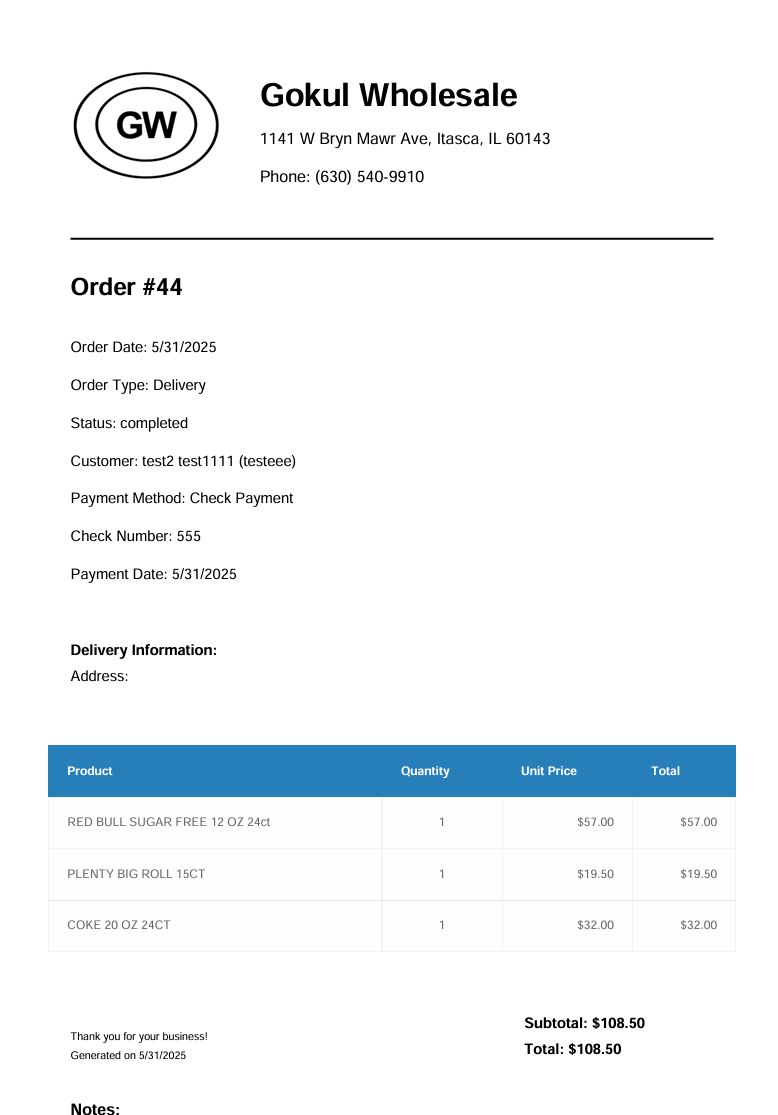 GW
Gokul Wholesale
1141 W Bryn Mawr Ave, Itasca, IL 60143
Phone: (630) 540-9910
Order #44
Order Date: 5/31/2025
Order Type: Delivery
Status: completed
Customer: test2 test1111 (testeee)
Payment Method: Check Payment
Check Number: 555
Payment Date: 5/31/2025
Delivery Information:
Address:
Product Quantity Unit Price Total
RED BULL SUGAR FREE 12 OZ 24ct 1 $57.00 $57.00
PLENTY BIG ROLL 15CT 1 $19.50 $19.50
COKE 20 OZ 24CT 1 $32.00 $32.00
Subtotal: $108.50
Total: $108.50
Thank you for your business!
Generated on 5/31/2025
Notes: